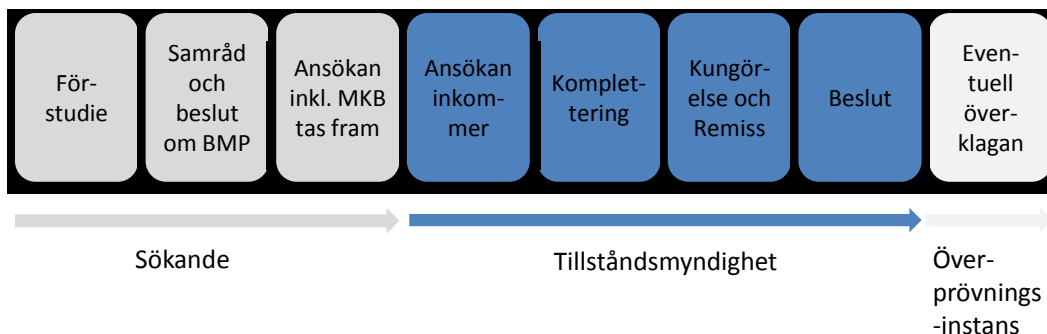 För-
studie
Samråd
och
beslut
om BMP
Ansökan
inkl. MKB
tas fram
Ansökan
inkom-
mer
Komplet-
tering
Kungör-
else och
Remiss
Beslut
Even-
tuell
över-
klagan
Sökande
Tillståndsmyndighet
Över-
prövnings
-instans